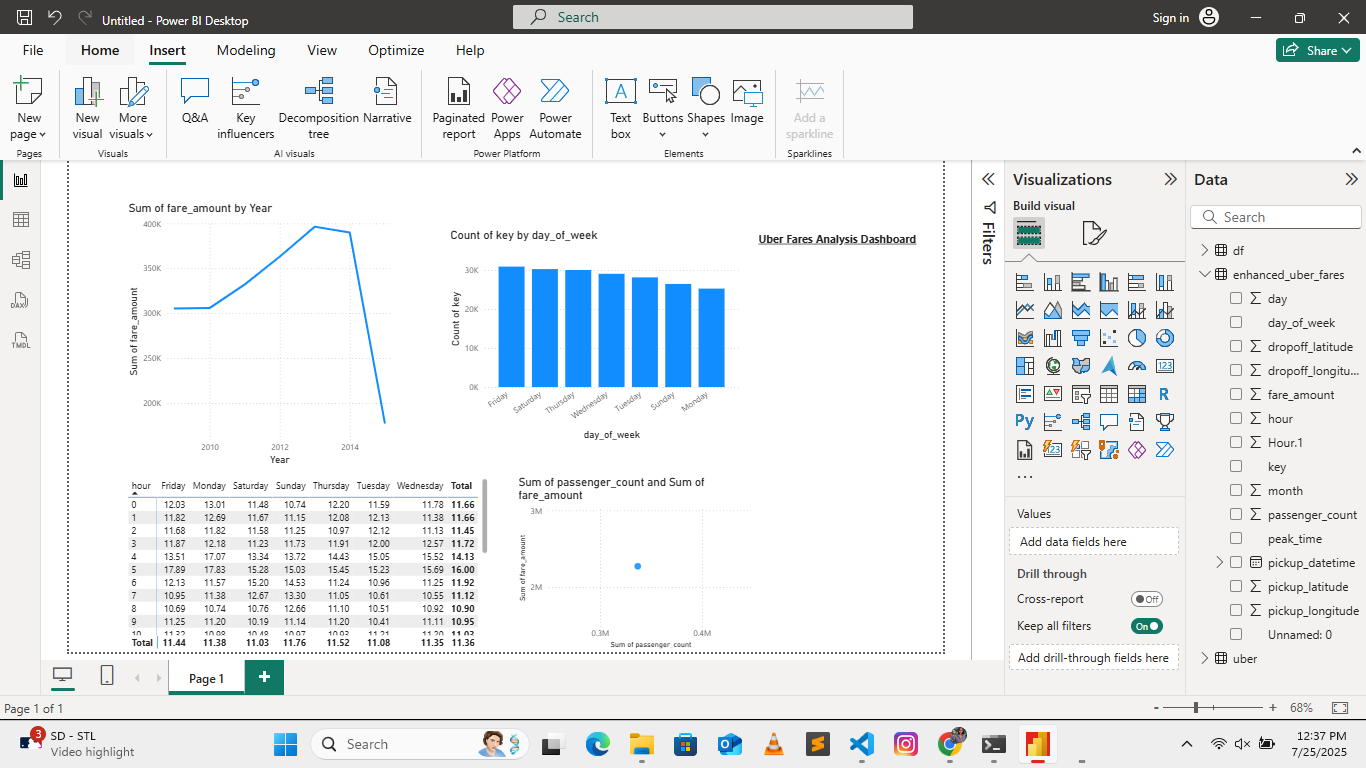 Untitled - Power BI Desktop
Search
Sign in
File
Home
Insert
Modeling
View
Optimize
Help
Share
New page
New visual
More visuals
Q&A
Key influencers
Decomposition tree
Narrative
Paginated report
Power Apps
Power Automate
Text box
Buttons
Shapes
Image
Add a sparkline
Pages
Visuals
AI visuals
Power Platform
Elements
Sparklines
Sum of fare_amount by Year
400K
350K
300K
250K
200K
Sum of fare_amount
2010 2012 2014
Year
Count of key by day_of_week
30K
20K
10K
0K
Count of key
Friday Saturday Thursday Wednesday Tuesday Sunday Monday
day_of_week
Uber Fares Analysis Dashboard
hour Friday Monday Saturday Sunday Thursday Tuesday Wednesday Total
0 12.03 13.01 11.48 10.74 12.20 11.59 11.78 11.66
1 11.82 12.69 11.67 11.15 12.08 12.13 11.38 11.66
2 11.68 11.82 11.58 11.25 10.97 12.12 11.13 11.45
3 11.87 12.18 11.23 11.73 11.91 12.00 12.57 11.72
4 13.51 17.07 13.34 13.72 14.43 15.05 15.52 14.13
5 17.89 17.83 15.28 15.03 15.45 15.23 15.69 16.00
6 12.13 11.57 15.20 14.53 11.24 10.96 11.25 11.92
7 10.95 11.38 12.67 13.30 11.05 10.61 10.55 11.12
8 10.69 10.74 10.76 12.66 11.10 10.51 10.92 10.90
9 11.25 11.20 10.19 11.14 11.20 10.41 11.11 10.95
Total 11.44 11.38 11.03 11.76 11.52 11.08 11.35 11.36
Sum of passenger_count and Sum of
fare_amount
3M
2M
Sum of fare_amount
0.3M 0.4M
Sum of passenger_count
Filters
Visualizations
Build visual
R
Py
123
...
Values
Add data fields here
Drill through
Cross-report
Off
Keep all filters
On
Add drill-through fields here
Data
Search
df
enhanced_uber_fares
day
day_of_week
dropoff_latitude
dropoff_longitu...
fare_amount
hour
Hour.1
key
month
passenger_count
peak_time
pickup_datetime
pickup_latitude
pickup_longitude
Unnamed: 0
uber
DAX
TMDL
Page 1
Page 1 of 1
68%
3
SD - STL
Video highlight
Search
12:37 PM
7/25/2025